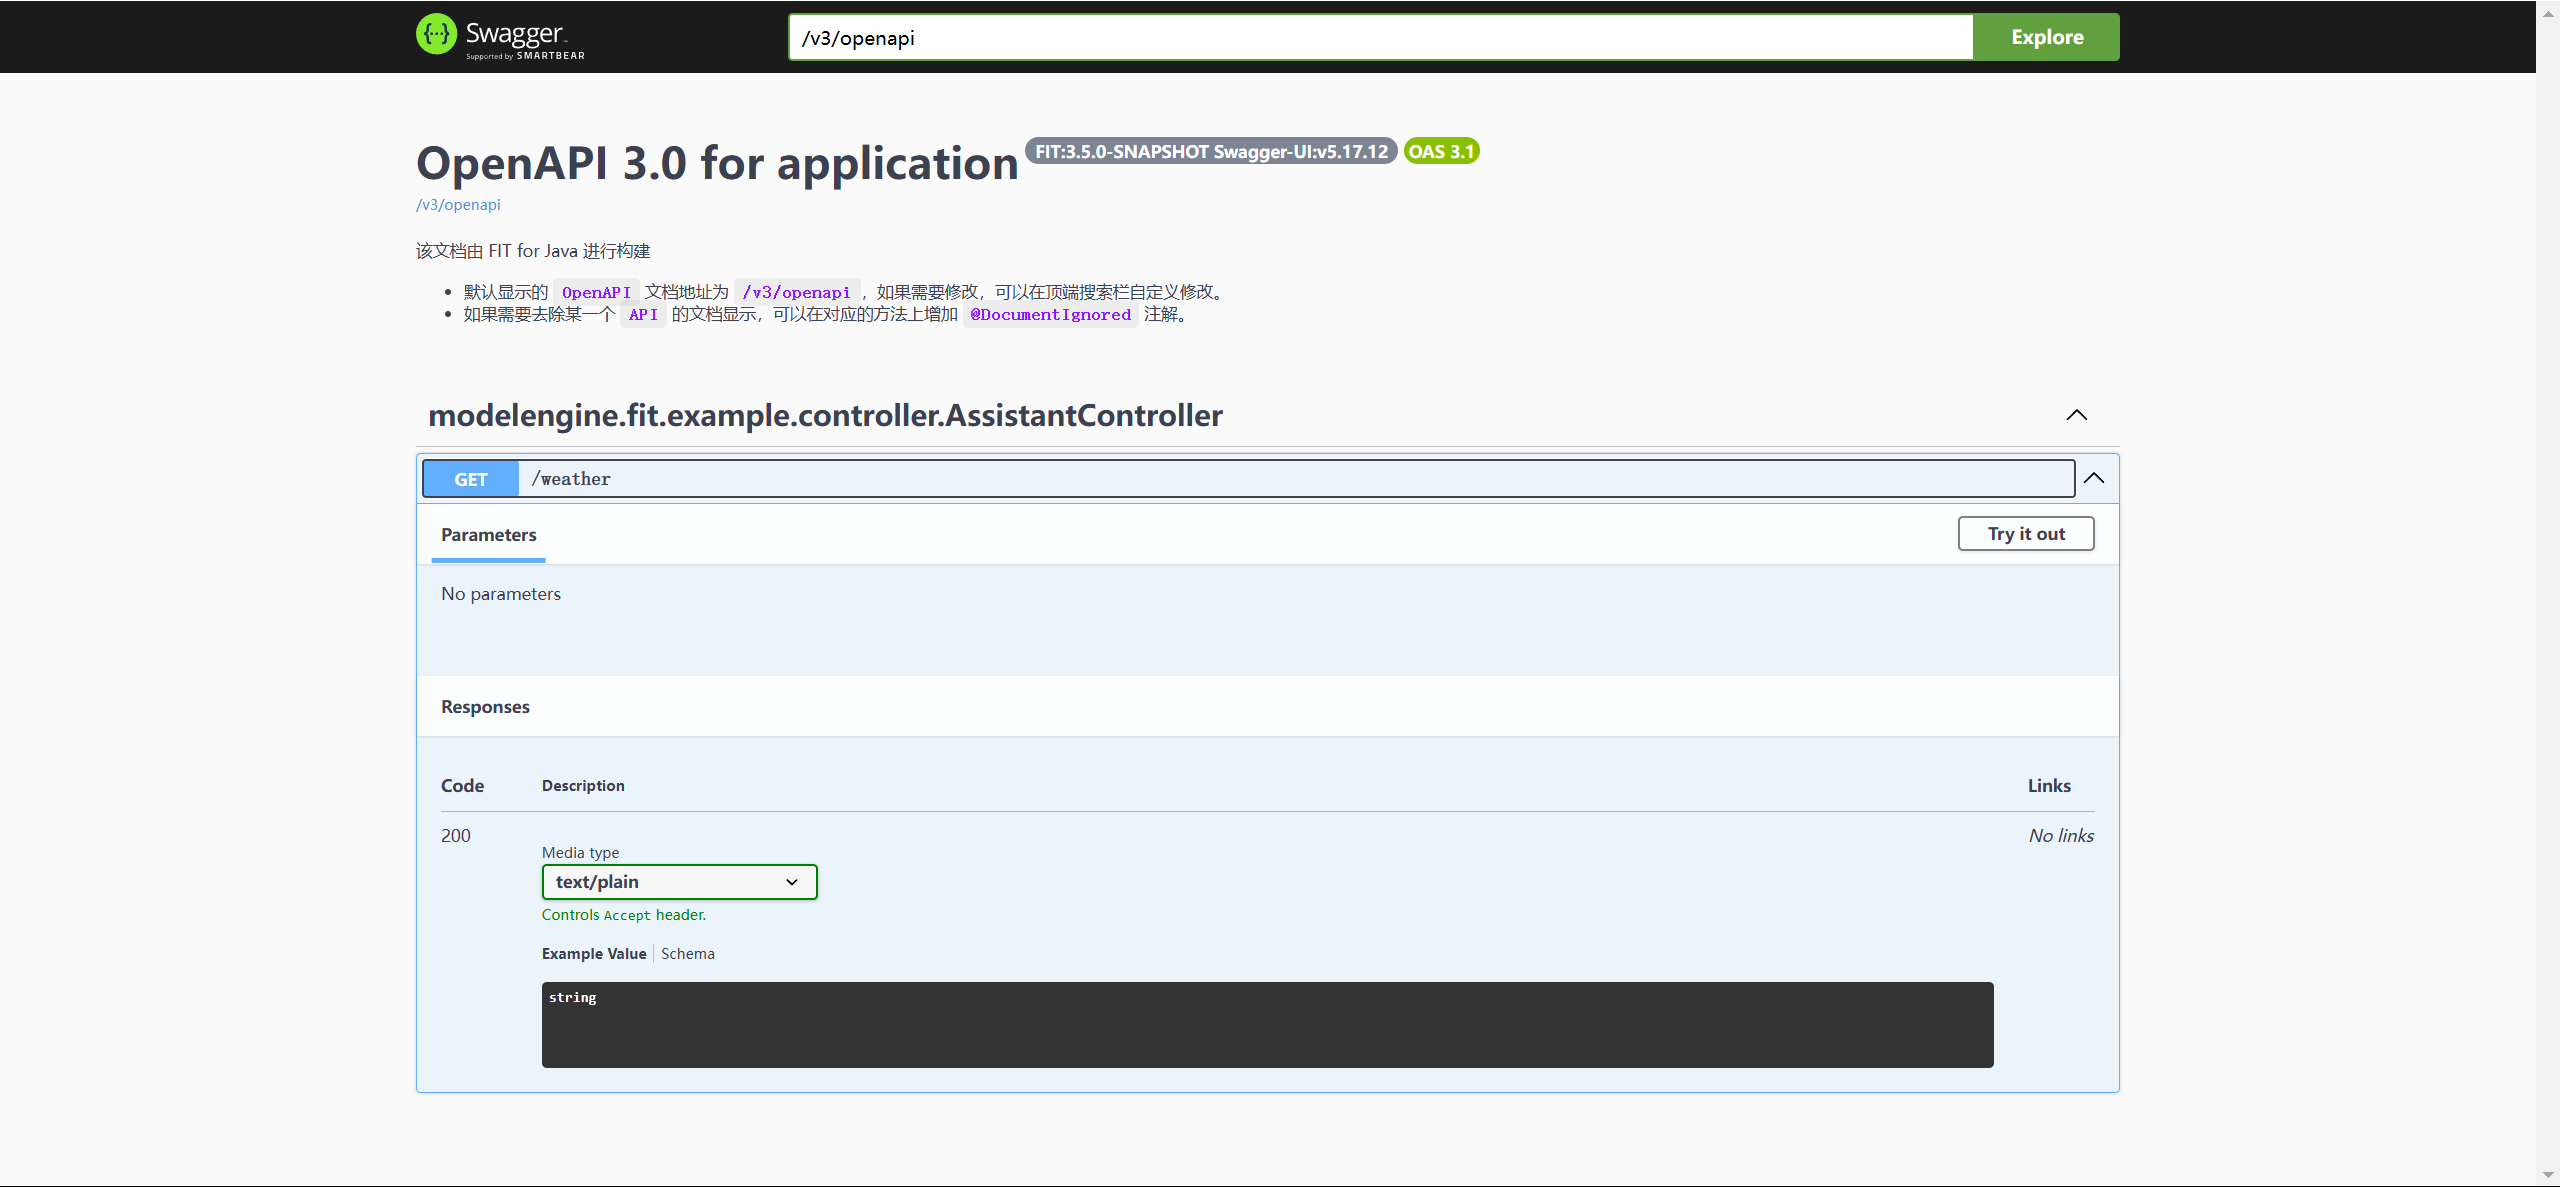 Swagger
Supported by SMARTBEAR
/v3/openapi
Explore
OpenAPI 3.0 for application FIT:3.5.0-SNAPSHOT Swagger-UI:v5.17.12 OAS 3.1
/v3/openapi
该文档由 FIT for Java 进行构建
默认显示的 OpenAPI 文档地址为 /v3/openapi ，如果需要修改，可以在顶端搜索栏自定义修改。
如果需要去除某一个 API 的文档显示，可以在对应的方法上增加 @DocumentIgnored 注解。
modelengine.fit.example.controller.AssistantController
GET /weather
Parameters
Try it out
No parameters
Responses
Code Description Links
200 No links
Media type
text/plain
Controls Accept header.
Example Value Schema
string